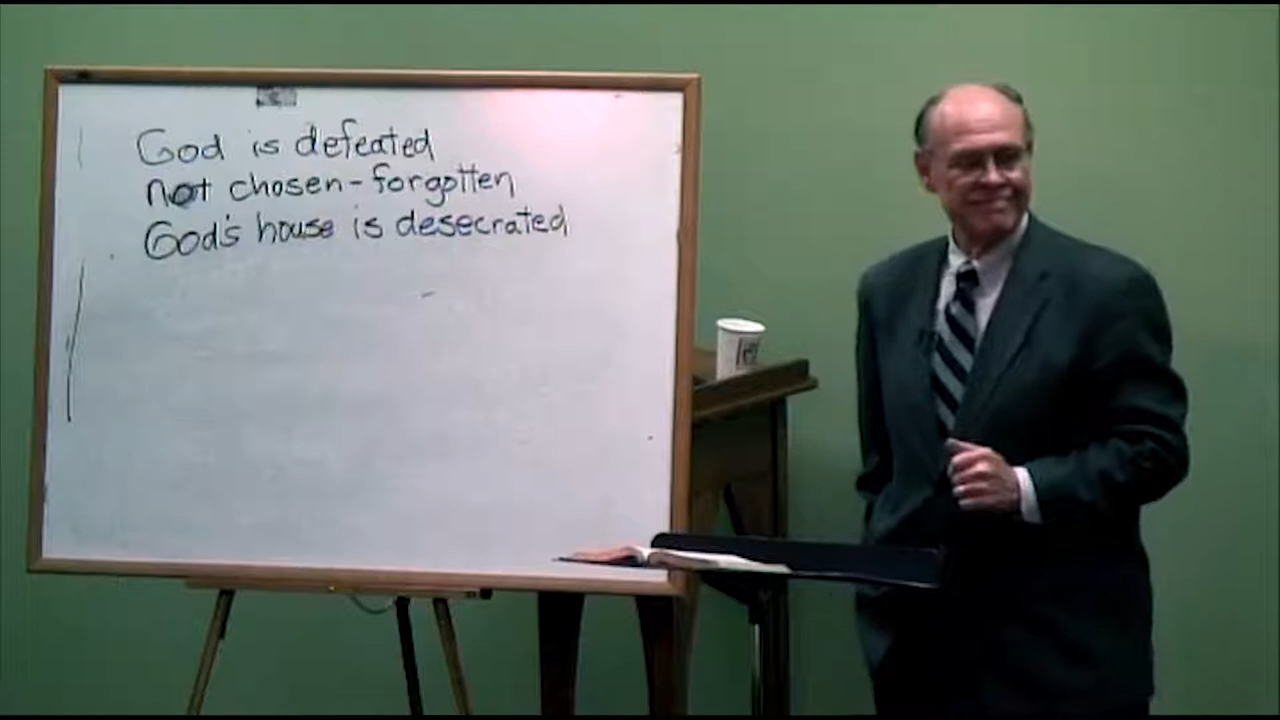 God is defeated
not chosen - forgotten
God's house is desecrated